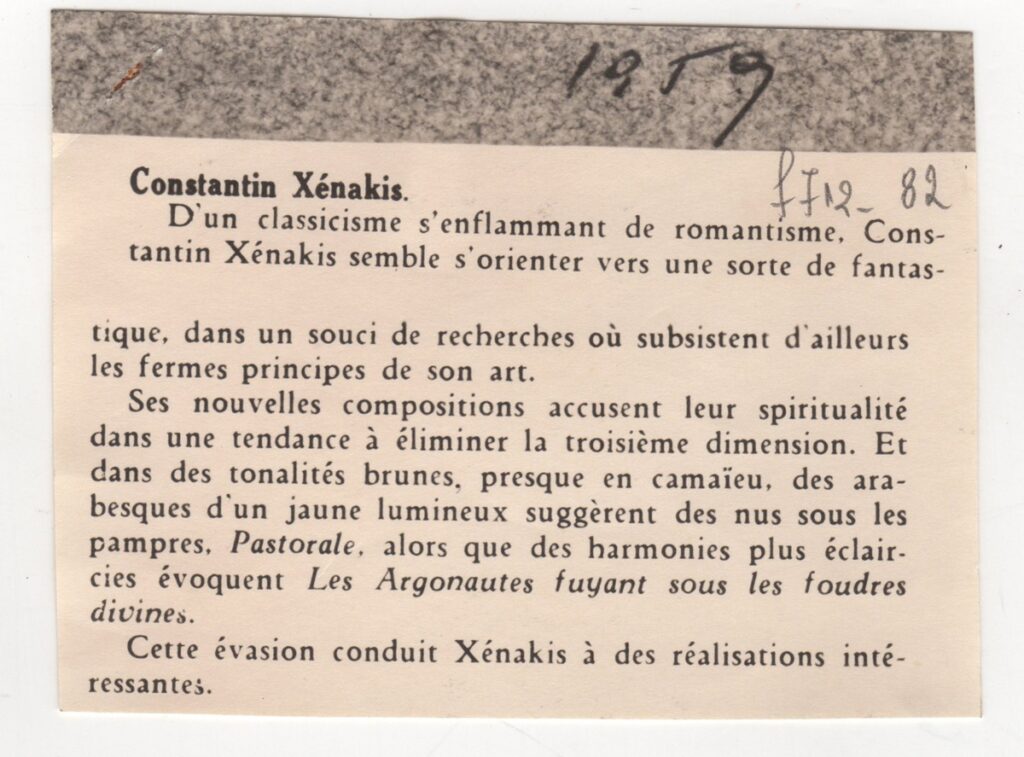 1959
f712- 82
Constantin Xénakis.
D'un classicisme s'enflammant de romantisme, Cons-
tantin Xénakis semble s'orienter vers une sorte de fantas-
tique, dans un souci de recherches où subsistent d'ailleurs
les fermes principes de son art.
Ses nouvelles compositions accusent leur spiritualité
dans une tendance à éliminer la troisième dimension. Et
dans des tonalités brunes, presque en camaïeu, des ara-
besques d'un jaune lumineux suggèrent des nus sous les
pampres, Pastorale, alors que des harmonies plus éclair-
cies évoquent Les Argonautes fuyant sous les foudres
divines.
Cette évasion conduit Xénakis à des réalisations inté-
ressantes.